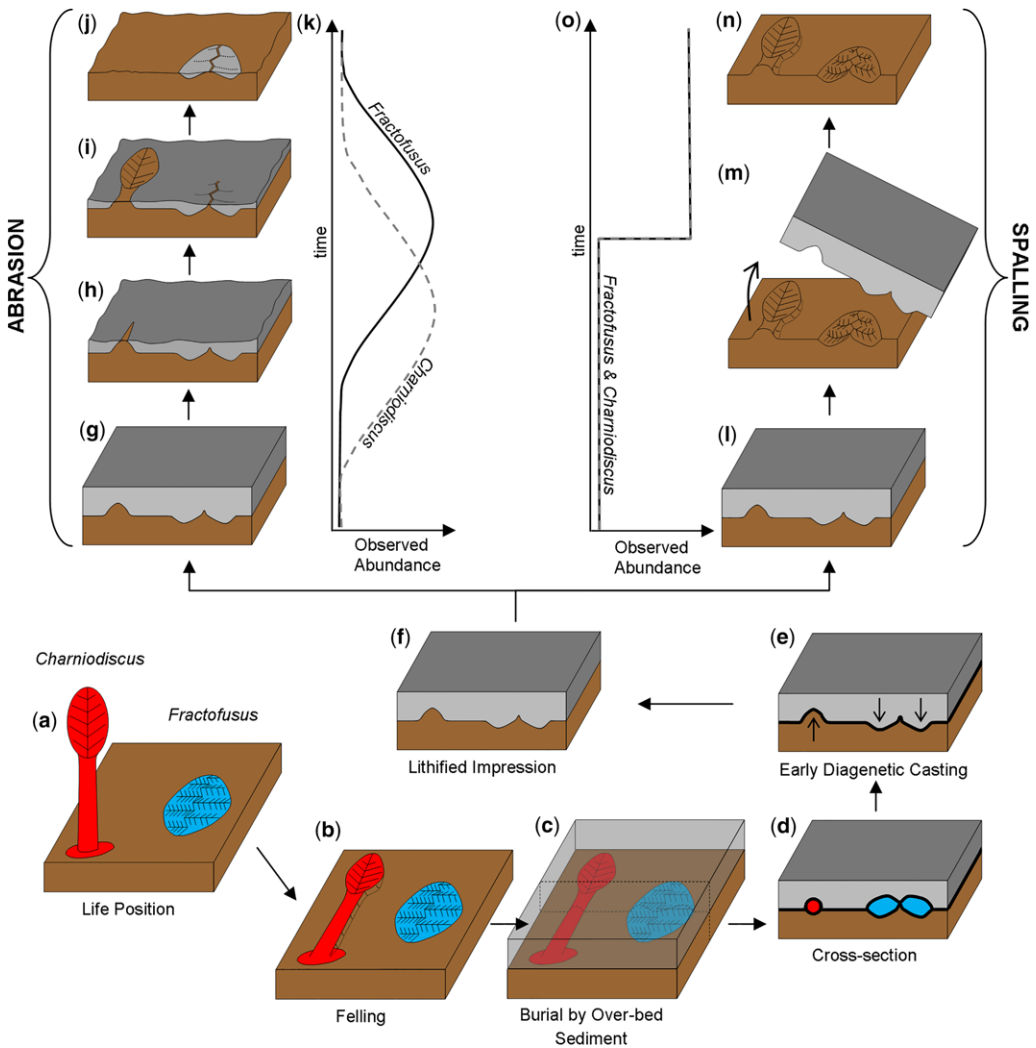 (j)
(k)
(o)
(n)
Fractofusus
(i)
(m)
ABRASION
time
time
SPALLING
(h)
Fractofusus & Charniodiscus
Charniodiscus
(g)
(l)
Observed
Abundance
Observed
Abundance
(f)
(e)
Charniodiscus
(a)
Fractofusus
Lithified Impression
Early Diagenetic Casting
(b)
(c)
(d)
Life Position
Cross-section
Felling
Burial by Over-bed
Sediment